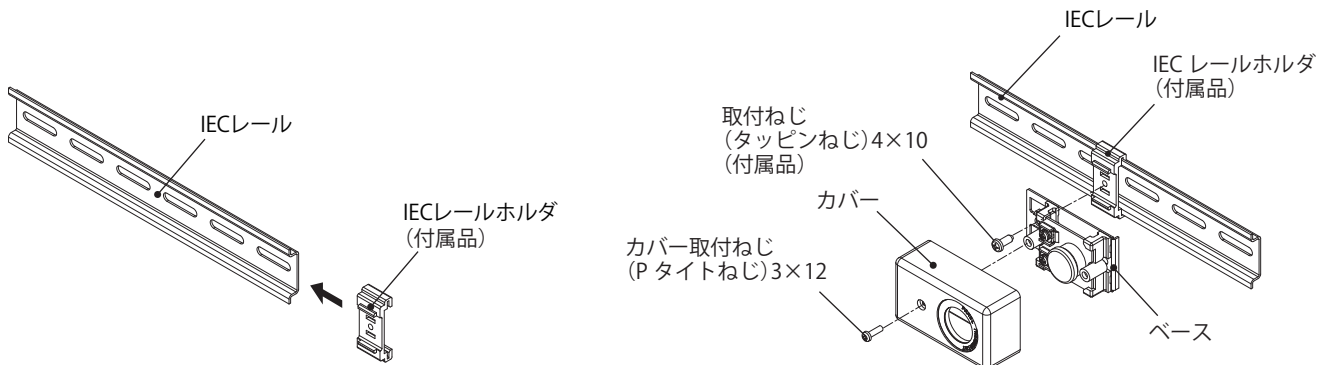 IECレール
IECレールホルダ
（付属品）
IECレール
IEC レールホルダ
（付属品）
取付ねじ
（タッピンねじ）4×10
（付属品）
カバー
カバー取付ねじ
（P タイトねじ）3×12
ベース